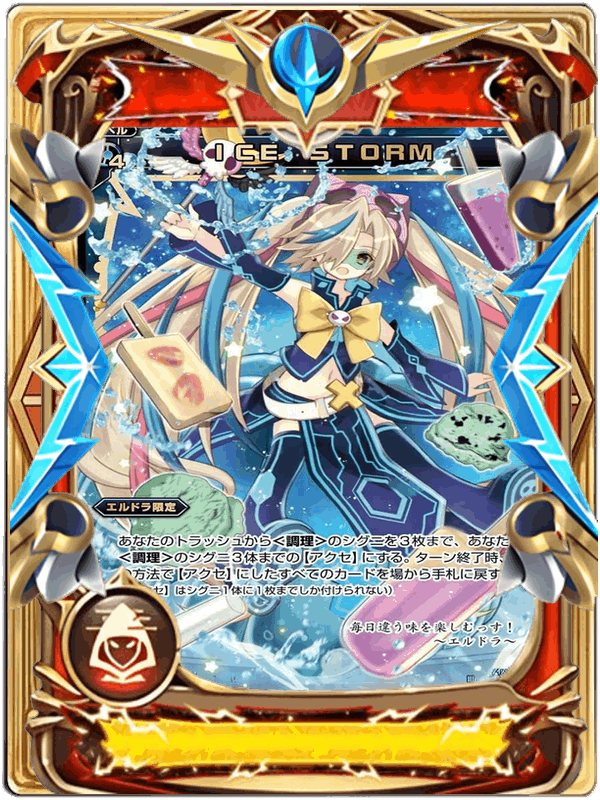 ICE STORM
4
エルドラ限定
あなたのトラッシュから＜調理＞のシグニを３枚まで、あなた
＜調理＞のシグニ３体までの【アクセ】にする。ターン終了時、
方法で【アクセ】にしたすべてのカードを場から手札に戻す
セ】はシグニ１体に１枚までしか付けられない）
毎日違う味を楽しむっす！
～エルドラ～